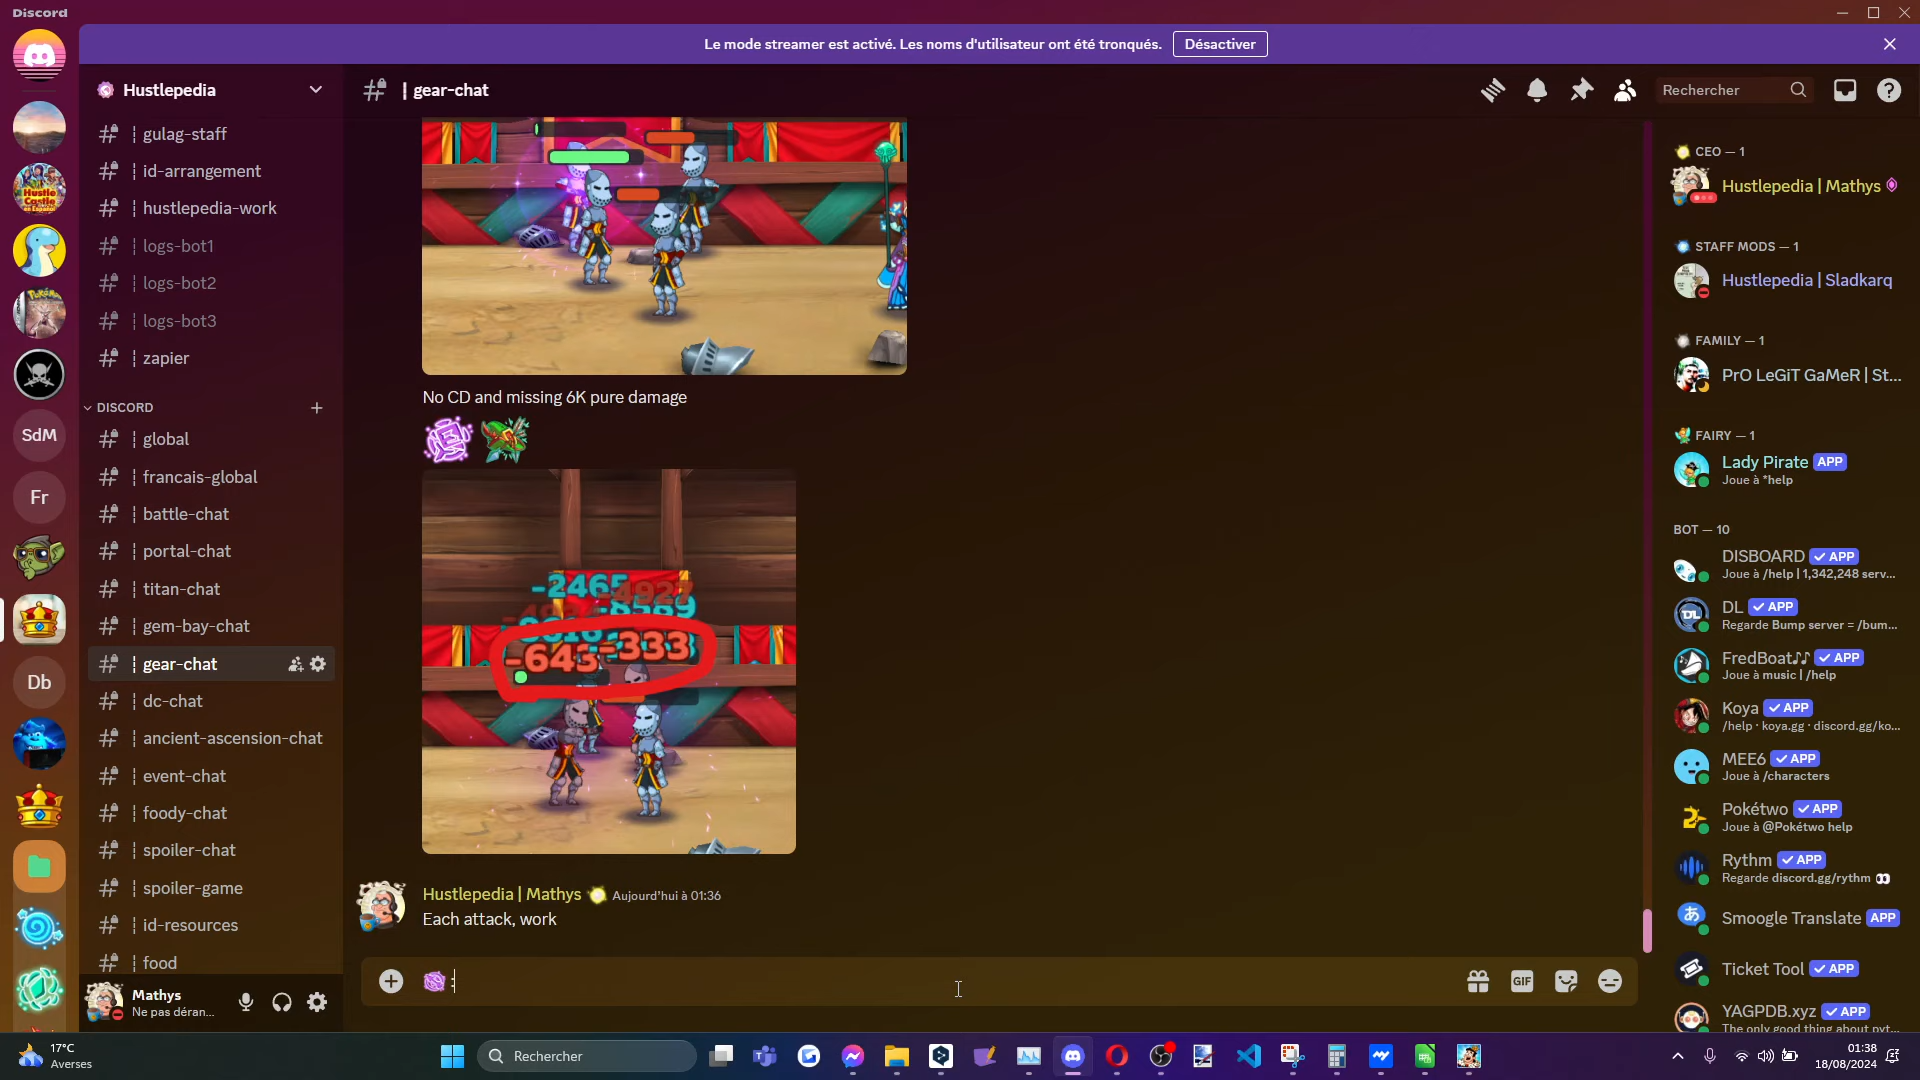 Discord
Le mode streamer est activé. Les noms d'utilisateur ont été tronqués.
Désactiver
Hustlepedia
¦ gulag-staff
¦ id-arrangement
¦ hustlepedia-work
¦ logs-bot1
¦ logs-bot2
¦ logs-bot3
¦ zapier
DISCORD
¦ global
¦ francais-global
¦ battle-chat
¦ portal-chat
¦ titan-chat
¦ gem-bay-chat
¦ gear-chat
¦ dc-chat
¦ ancient-ascension-chat
¦ event-chat
¦ foody-chat
¦ spoiler-chat
¦ spoiler-game
¦ id-resources
¦ food
SdM
Fr
Db
Mathys
Ne pas déran...
¦ gear-chat
Rechercher
No CD and missing 6K pure damage
-2465
-4927
-8589
-643
-333
Hustlepedia | Mathys Aujourd'hui à 01:36
Each attack, work
:
GIF
CEO — 1
Hustlepedia | Mathys
STAFF MODS — 1
Hustlepedia | Sladkarq
FAMILY — 1
PrO LeGiT GaMeR | St...
FAIRY — 1
Lady Pirate APP
Joue à *help
BOT — 10
DISBOARD APP
Joue à /help | 1,342,248 serv...
DL APP
Regarde Bump server = /bum...
FredBoat♪♪ APP
Joue à music | /help
Koya APP
/help · koya.gg · discord.gg/ko...
MEE6 APP
Joue à /characters
Pokétwo APP
Joue à @Pokétwo help
Rythm APP
Regarde discord.gg/rythm 👀
Smoogle Translate APP
Ticket Tool APP
YAGPDB.xyz APP
17°C
Averses
Rechercher
01:38
18/08/2024